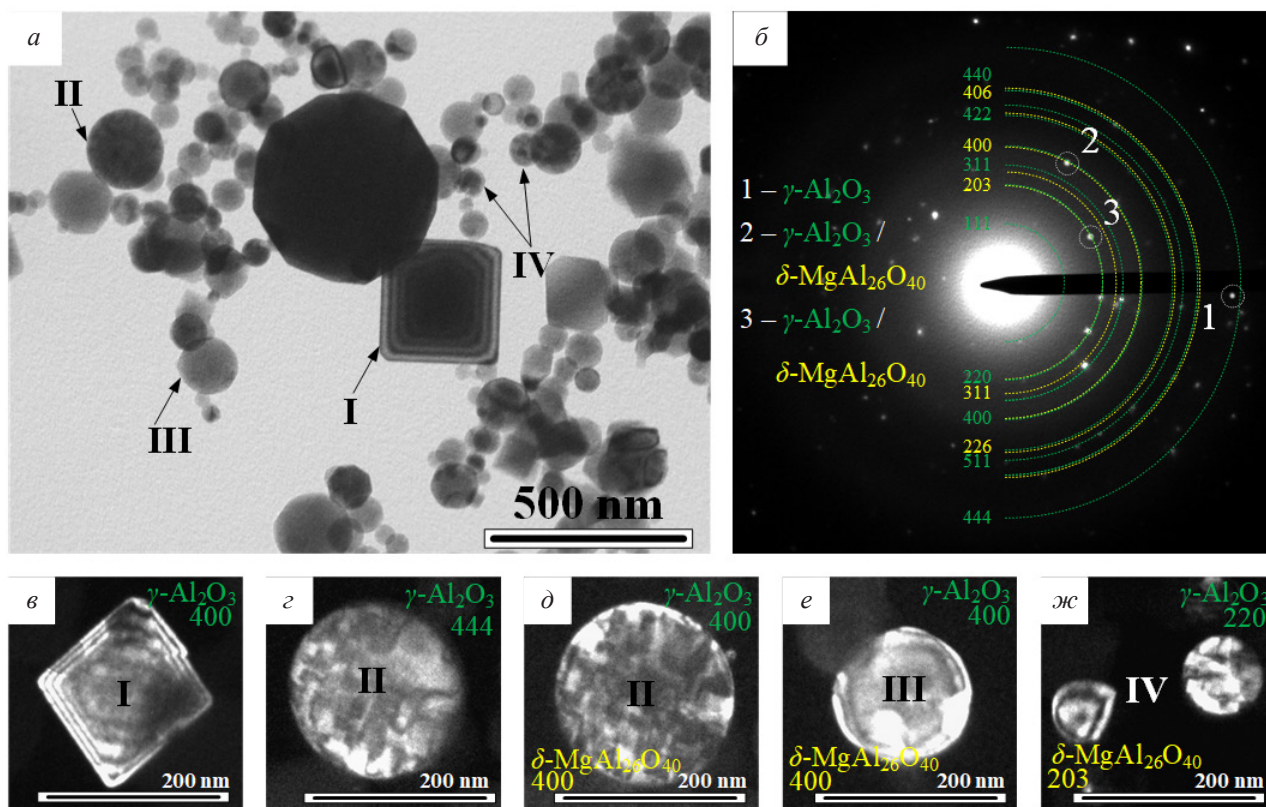 а
II
IV
I
III
500 nm
б
440
406
422
400
311
203
111
2
3
1
1 – γ-Al₂O₃
2 – γ-Al₂O₃ /
δ-MgAl₂₆O₄₀
3 – γ-Al₂O₃ /
δ-MgAl₂₆O₄₀
220
311
400
226
511
444
в
γ-Al₂O₃
400
I
200 nm
г
γ-Al₂O₃
444
II
200 nm
д
γ-Al₂O₃
400
II
δ-MgAl₂₆O₄₀
400
200 nm
е
γ-Al₂O₃
400
III
δ-MgAl₂₆O₄₀
400
200 nm
ж
γ-Al₂O₃
220
IV
δ-MgAl₂₆O₄₀
203
200 nm